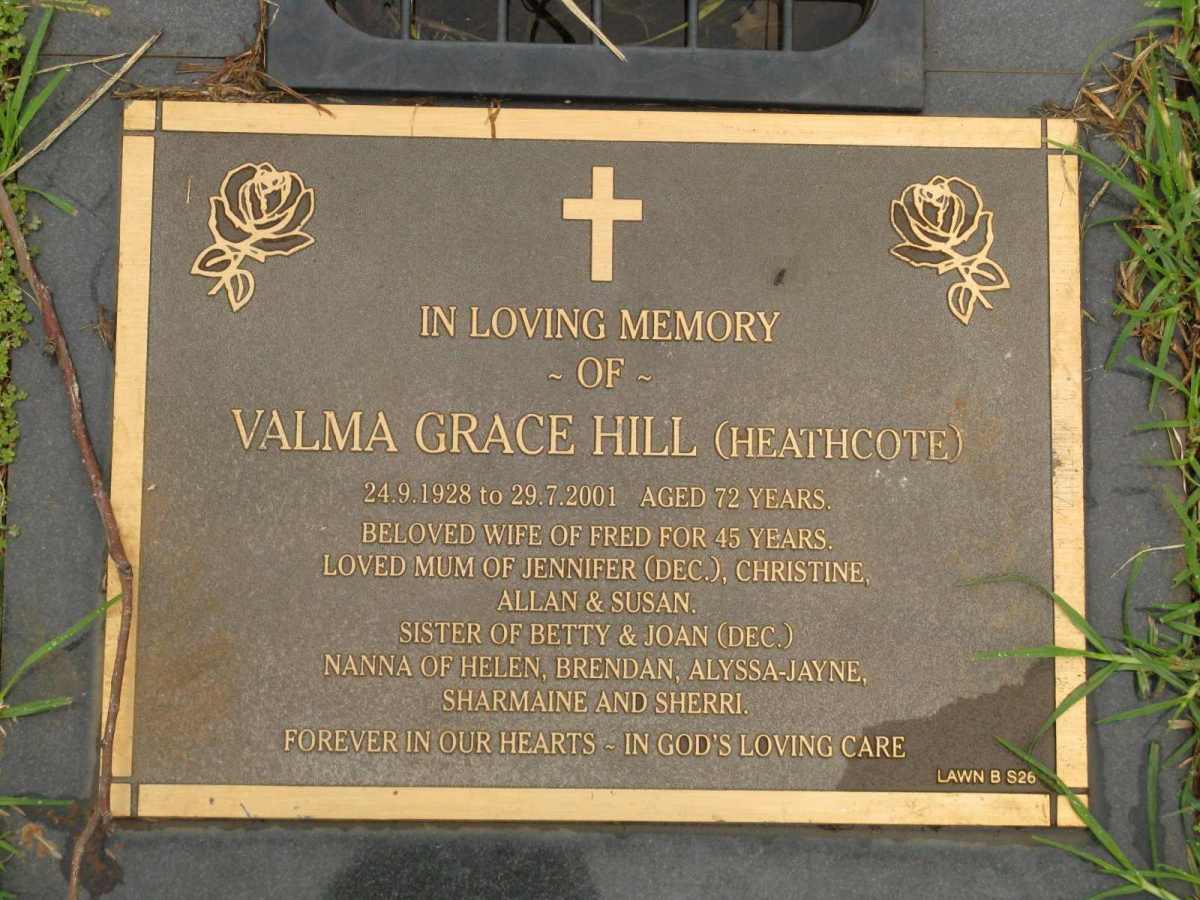 IN LOVING MEMORY
~ OF ~
VALMA GRACE HILL (HEATHCOTE)
24.9.1928 to 29.7.2001 AGED 72 YEARS.
BELOVED WIFE OF FRED FOR 45 YEARS.
LOVED MUM OF JENNIFER (DEC.), CHRISTINE,
ALLAN & SUSAN.
SISTER OF BETTY & JOAN (DEC.)
NANNA OF HELEN, BRENDAN, ALYSSA-JAYNE,
SHARMAINE AND SHERRI.
FOREVER IN OUR HEARTS ~ IN GOD'S LOVING CARE
LAWN B S26